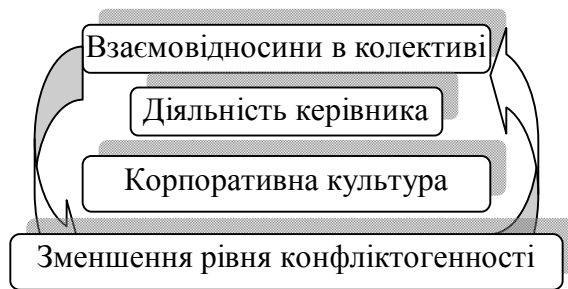 Взаємовідносини в колективі
Діяльність керівника
Корпоративна культура
Зменшення рівня конфліктогенності